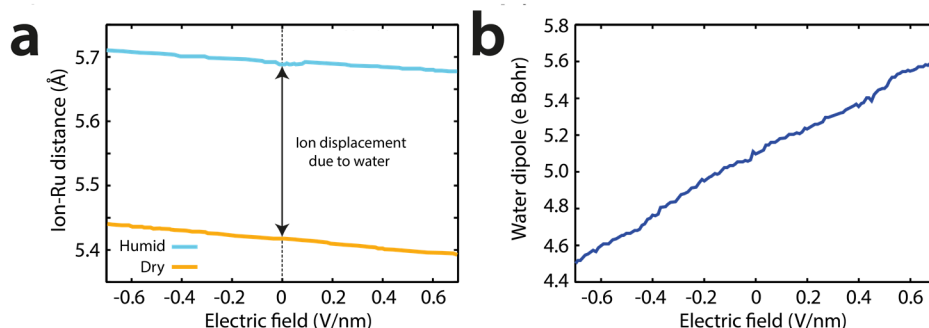 a
Ion-Ru distance (Å)
5.7
5.6
5.5
5.4
Ion displacement
due to water
Humid
Dry
-0.6 -0.4 -0.2 0 0.2 0.4 0.6
Electric field (V/nm)
b
Water dipole (e Bohr)
5.8
5.6
5.4
5.2
5.0
4.8
4.6
4.4
-0.6 -0.4 -0.2 0 0.2 0.4 0.6
Electric field (V/nm)